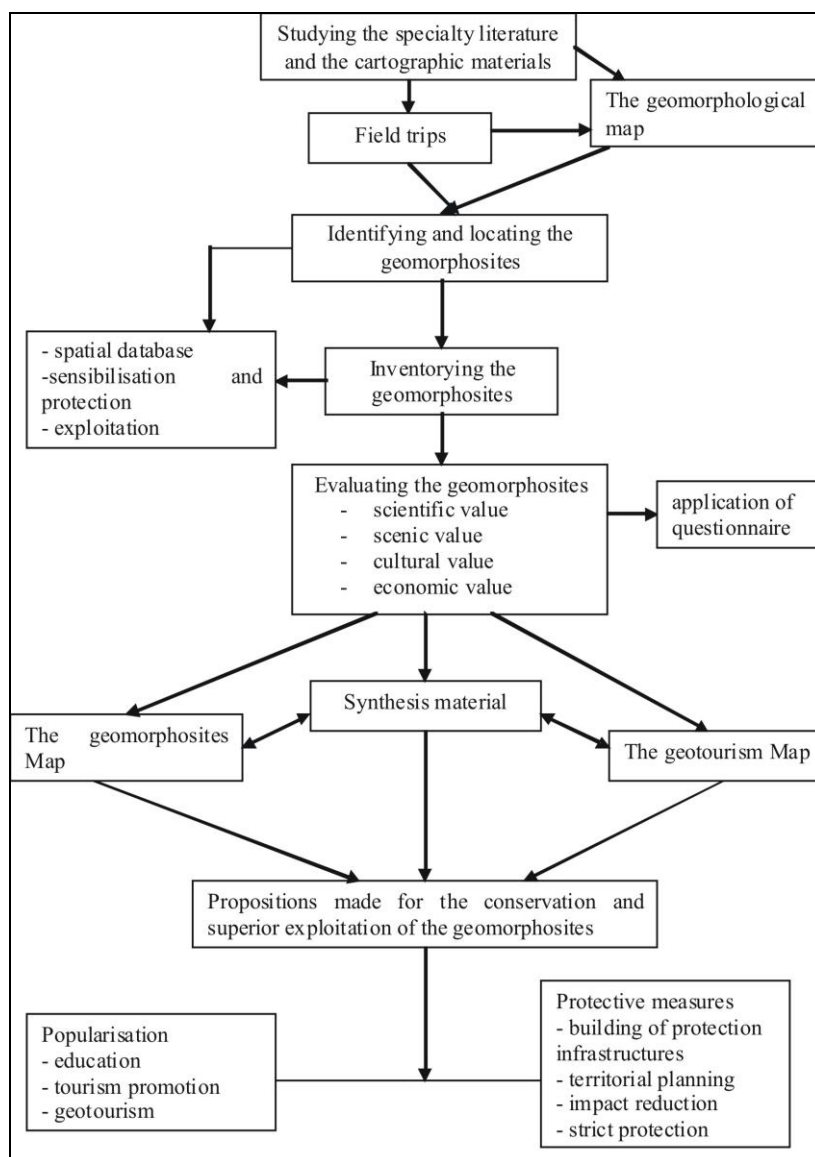 Studying the specialty literature
and the cartographic materials
The geomorphological
map
Field trips
Identifying and locating the
geomorphosites
- spatial database
-sensibilisation and
protection
- exploitation
Inventorying the
geomorphosites
Evaluating the geomorphosites
- scientific value
- scenic value
- cultural value
- economic value
application of
questionnaire
Synthesis material
The geomorphosites
Map
The geotourism Map
Propositions made for the conservation and
superior exploitation of the geomorphosites
Popularisation
- education
- tourism promotion
- geotourism
Protective measures
- building of protection
infrastructures
- territorial planning
- impact reduction
- strict protection